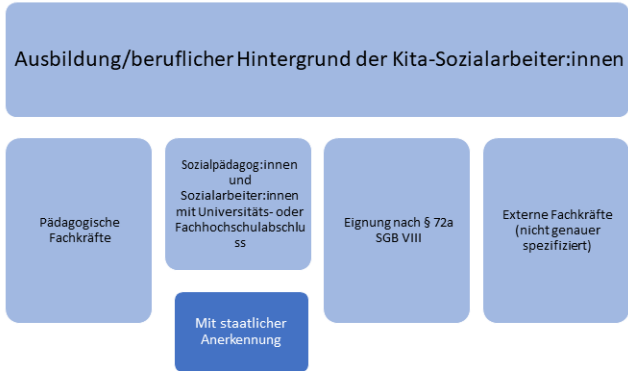 Ausbildung/beruflicher Hintergrund der Kita-Sozialarbeiter:innen
Pädagogische
Fachkräfte
Sozialpädagog:innen
und
Sozialarbeiter:innen
mit Universitäts- oder
Fachhochschulabschlu
ss
Mit staatlicher
Anerkennung
Eignung nach § 72a
SGB VIII
Externe Fachkräfte
(nicht genauer
spezifiziert)